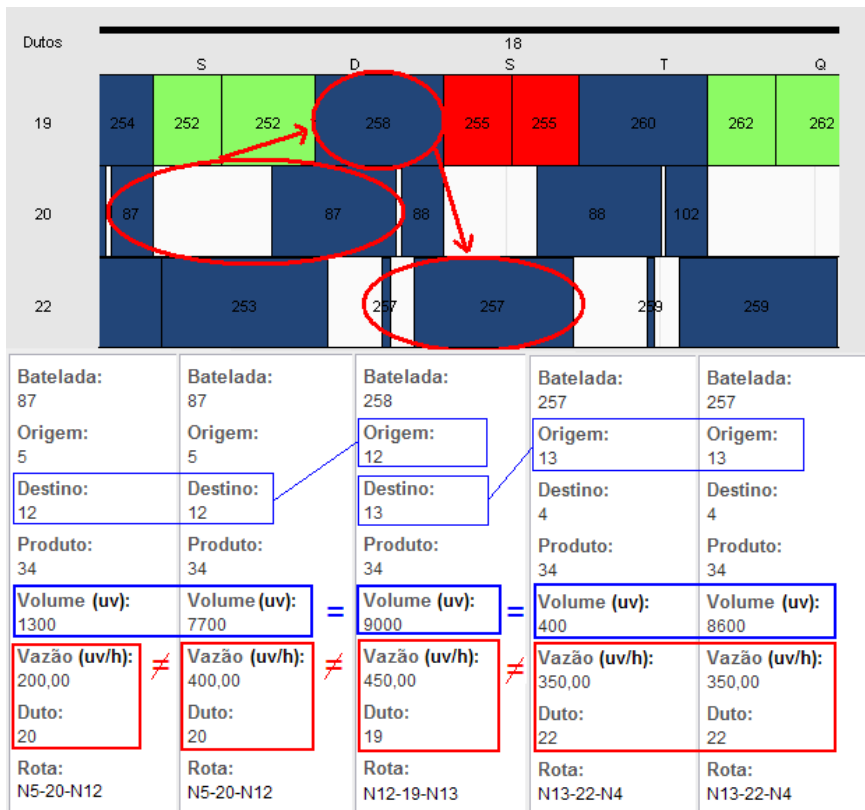 18
Dutos
S D S T Q
19 254 252 252 258 255 255 260 262 262
20 87 87 88 88 102
22 253 257 257 259 259
Batelada: Batelada: Batelada: Batelada: Batelada:
87 87 258 257 257
Origem: Origem: Origem: Origem: Origem:
5 5 12 13 13
Destino: Destino: Destino: Destino: Destino:
12 12 13 4 4
Produto: Produto: Produto: Produto: Produto:
34 34 34 34 34
Volume (uv): Volume (uv): = Volume (uv): = Volume (uv): Volume (uv):
1300 7700 9000 400 8600
Vazão (uv/h): ≠ Vazão (uv/h): ≠ Vazão (uv/h): ≠ Vazão (uv/h): Vazão (uv/h):
200,00 400,00 450,00 350,00 350,00
Duto: Duto: Duto: Duto: Duto:
20 20 19 22 22
Rota: Rota: Rota: Rota: Rota:
N5-20-N12 N5-20-N12 N12-19-N13 N13-22-N4 N13-22-N4